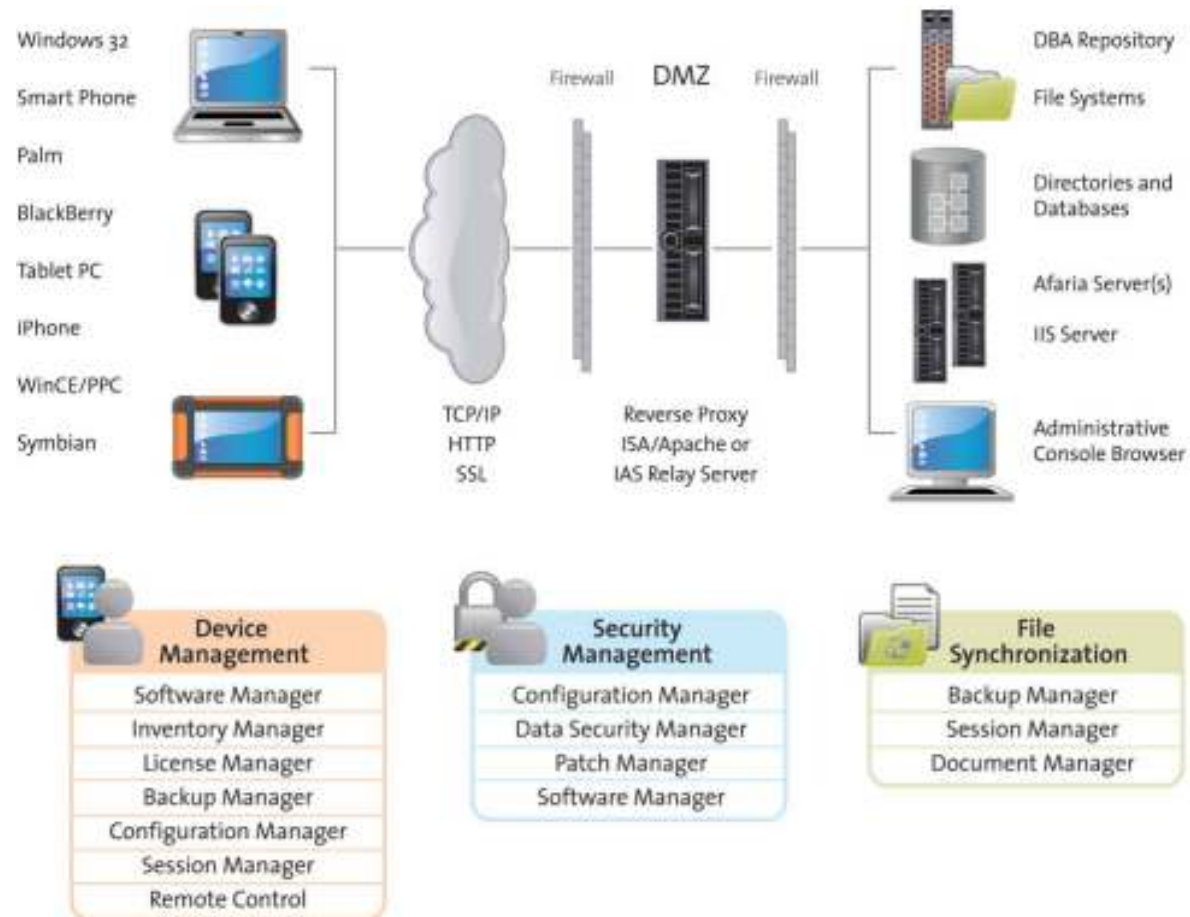 Windows 32
Smart Phone
Palm
BlackBerry
Tablet PC
iPhone
WinCE/PPC
Symbian
TCP/IP
HTTP
SSL
Firewall
DMZ
Firewall
Reverse Proxy
ISA/Apache or
IAS Relay Server
DBA Repository
File Systems
Directories and
Databases
Afaria Server(s)
IIS Server
Administrative
Console Browser
Device
Management
Software Manager
Inventory Manager
License Manager
Backup Manager
Configuration Manager
Session Manager
Remote Control
Security
Management
Configuration Manager
Data Security Manager
Patch Manager
Software Manager
File
Synchronization
Backup Manager
Session Manager
Document Manager